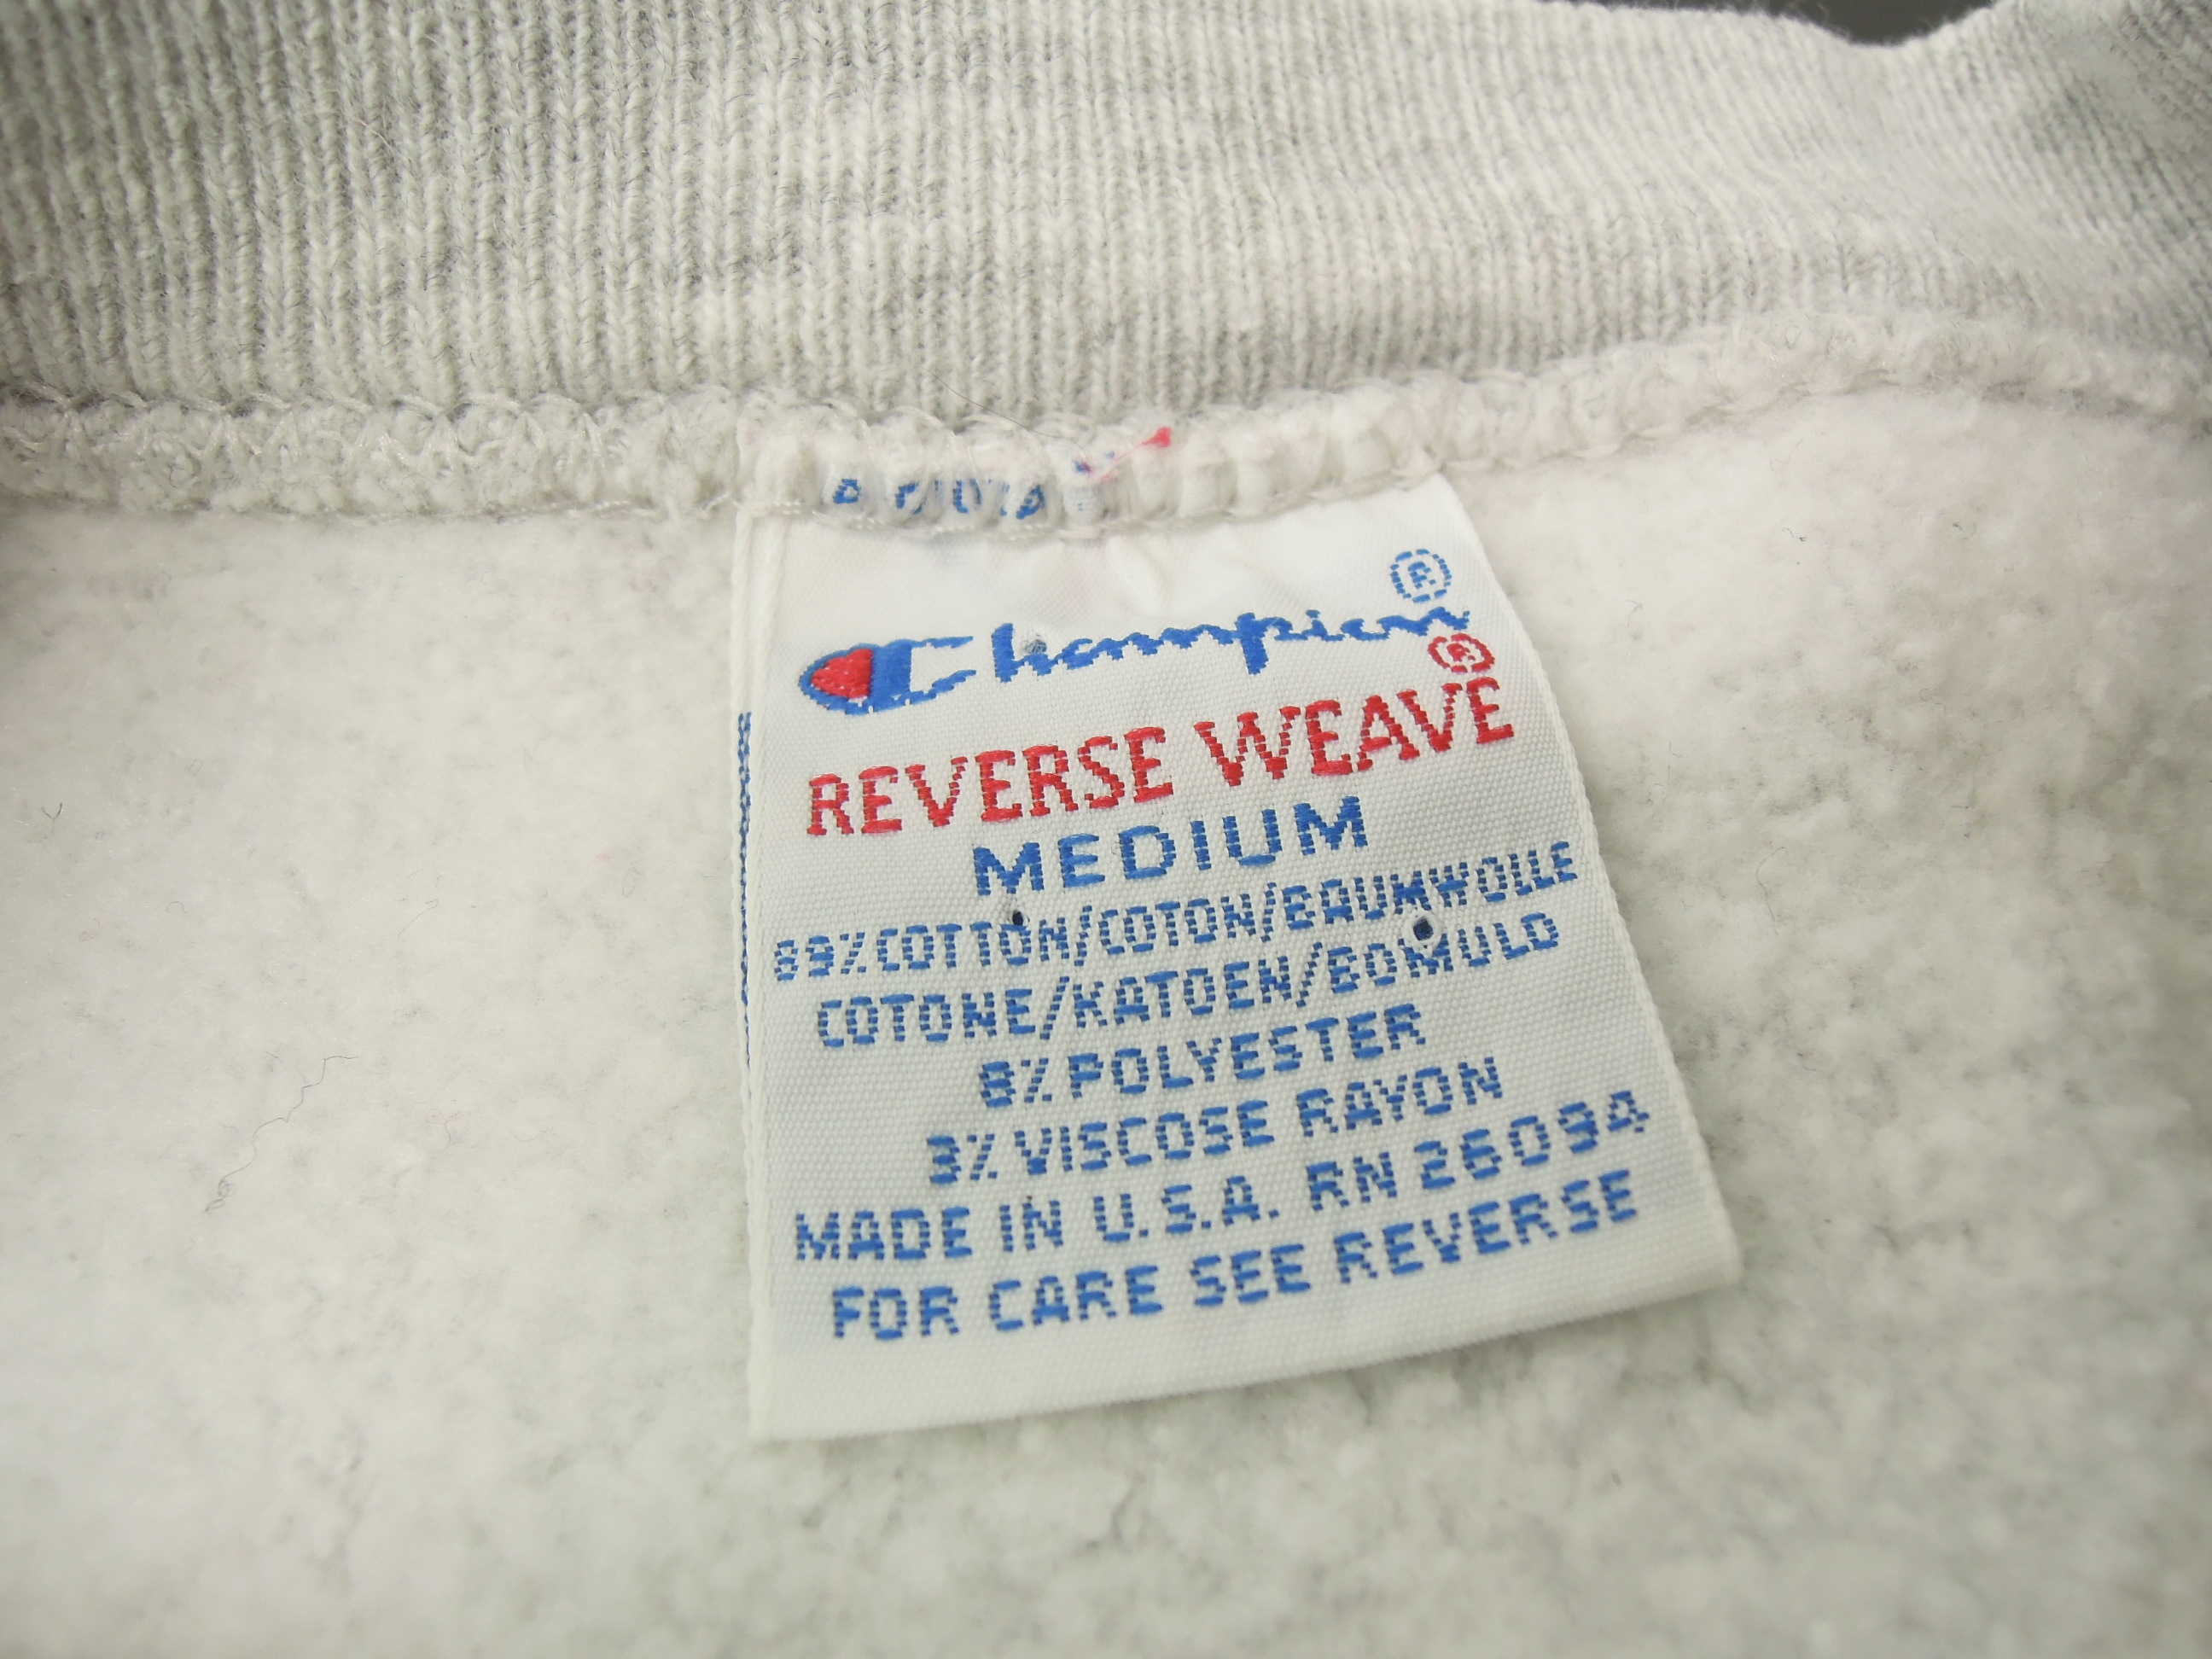 Champion®
REVERSE WEAVE®
MEDIUM
89% COTTON/COTON/BAUMWOLLE
COTONE/KATOEN/BOMULD
8% POLYESTER
3% VISCOSE RAYON
MADE IN U.S.A. RN 26094
FOR CARE SEE REVERSE